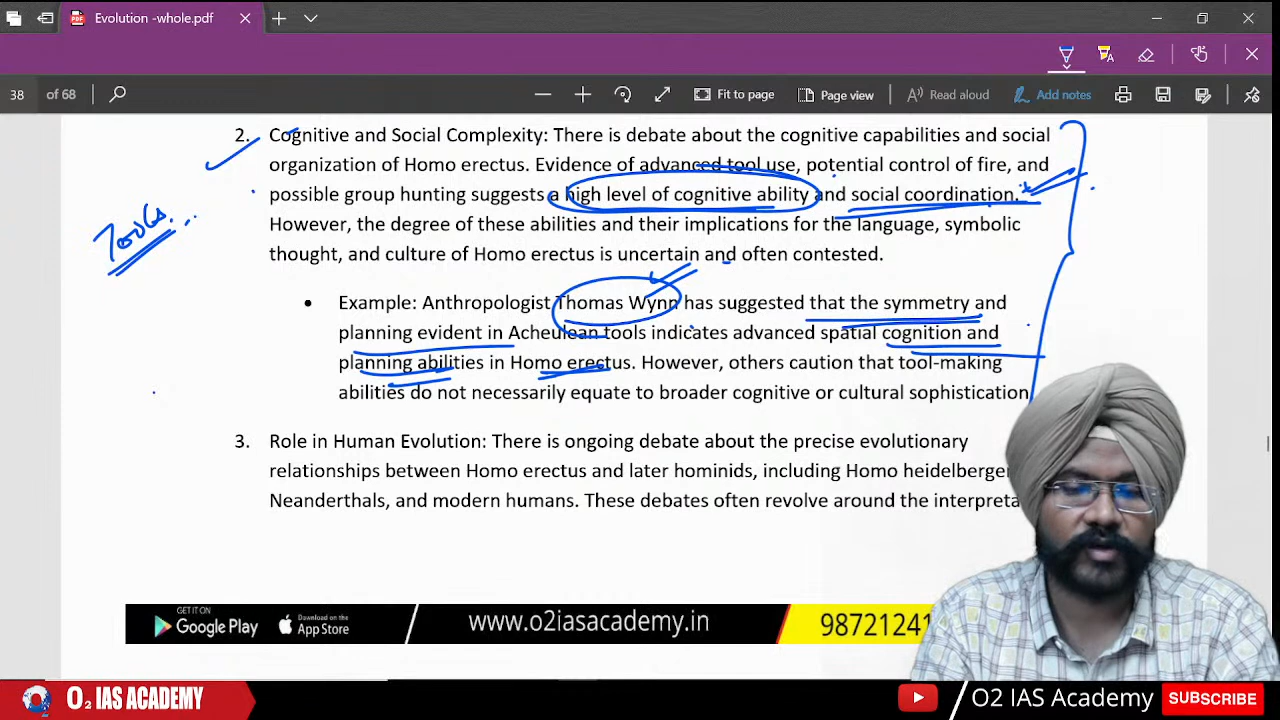 Evolution -whole.pdf
38 of 68
Fit to page
Page view
Read aloud
Add notes
2. Cognitive and Social Complexity: There is debate about the cognitive capabilities and social
organization of Homo erectus. Evidence of advanced tool use, potential control of fire, and
possible group hunting suggests a high level of cognitive ability and social coordination.
However, the degree of these abilities and their implications for the language, symbolic
thought, and culture of Homo erectus is uncertain and often contested.
Tools...
• Example: Anthropologist Thomas Wynn has suggested that the symmetry and
planning evident in Acheulean tools indicates advanced spatial cognition and
planning abilities in Homo erectus. However, others caution that tool-making
abilities do not necessarily equate to broader cognitive or cultural sophistication
3. Role in Human Evolution: There is ongoing debate about the precise evolutionary
relationships between Homo erectus and later hominids, including Homo
Neanderthals, and modern humans. These debates often revolve around the
GET IT ON
Google Play
Download on the
App Store
www.o2iasacademy.in
98721241
O2 IAS ACADEMY
O2 IAS Academy
SUBSCRIBE